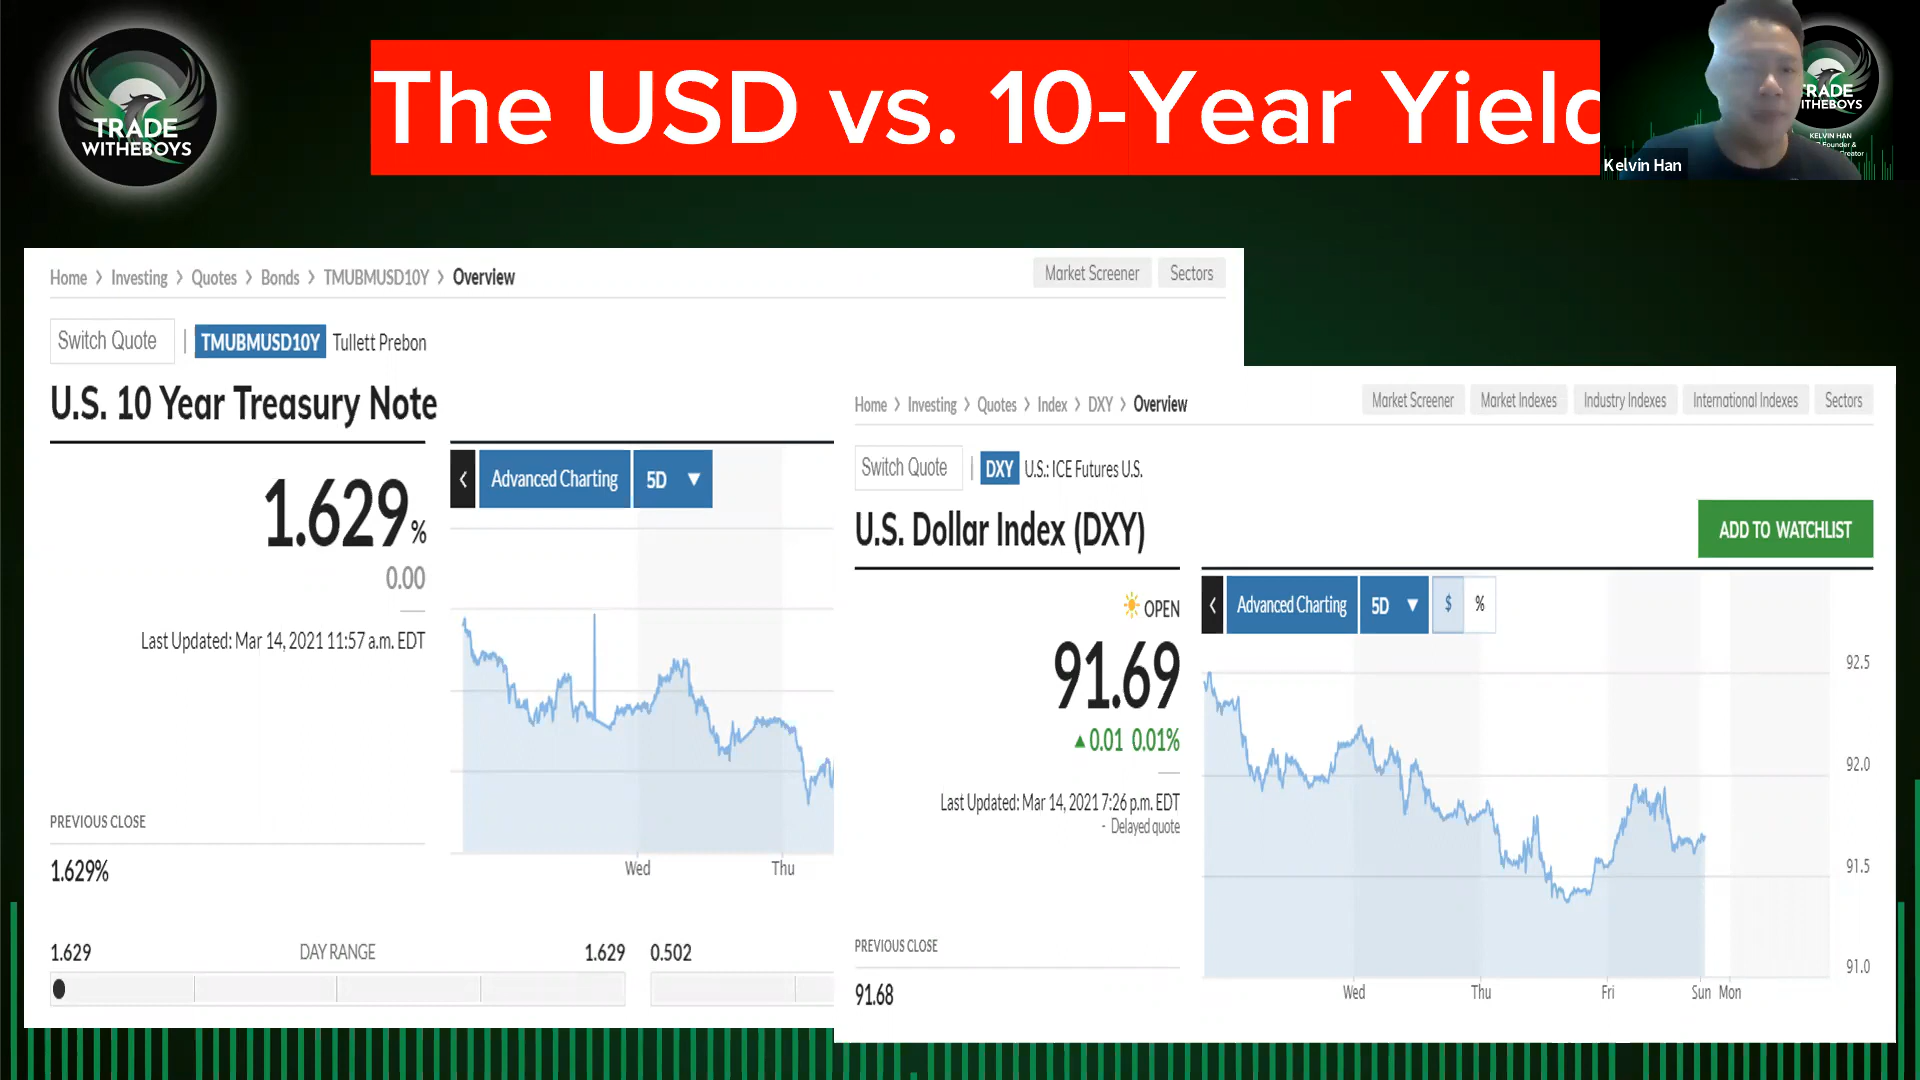 TRADE
WITHEBOYS
The USD vs. 10-Year Yield
TRADE
ITHEBOYS
KELVIN HAN
Founder &
Kelvin Han
Home > Investing > Quotes > Bonds > TMUBMUSD10Y > Overview
Market Screener
Sectors
Switch Quote | TMUBMUSD10Y Tullett Prebon
U.S. 10 Year Treasury Note
1.629%
0.00
Last Updated: Mar 14, 2021 11:57 a.m. EDT
PREVIOUS CLOSE
1.629%
1.629 DAY RANGE 1.629
0.502
< Advanced Charting 5D ▼
Wed Thu
Home > Investing > Quotes > Index > DXY > Overview
Market Screener
Market Indexes
Industry Indexes
International Indexes
Sectors
Switch Quote | DXY U.S.: ICE Futures U.S.
U.S. Dollar Index (DXY)
ADD TO WATCHLIST
OPEN
91.69
▲0.01 0.01%
Last Updated: Mar 14, 2021 7:26 p.m. EDT
- Delayed quote
PREVIOUS CLOSE
91.68
< Advanced Charting 5D ▼ $ %
92.5
92.0
91.5
91.0
Wed Thu Fri Sun Mon